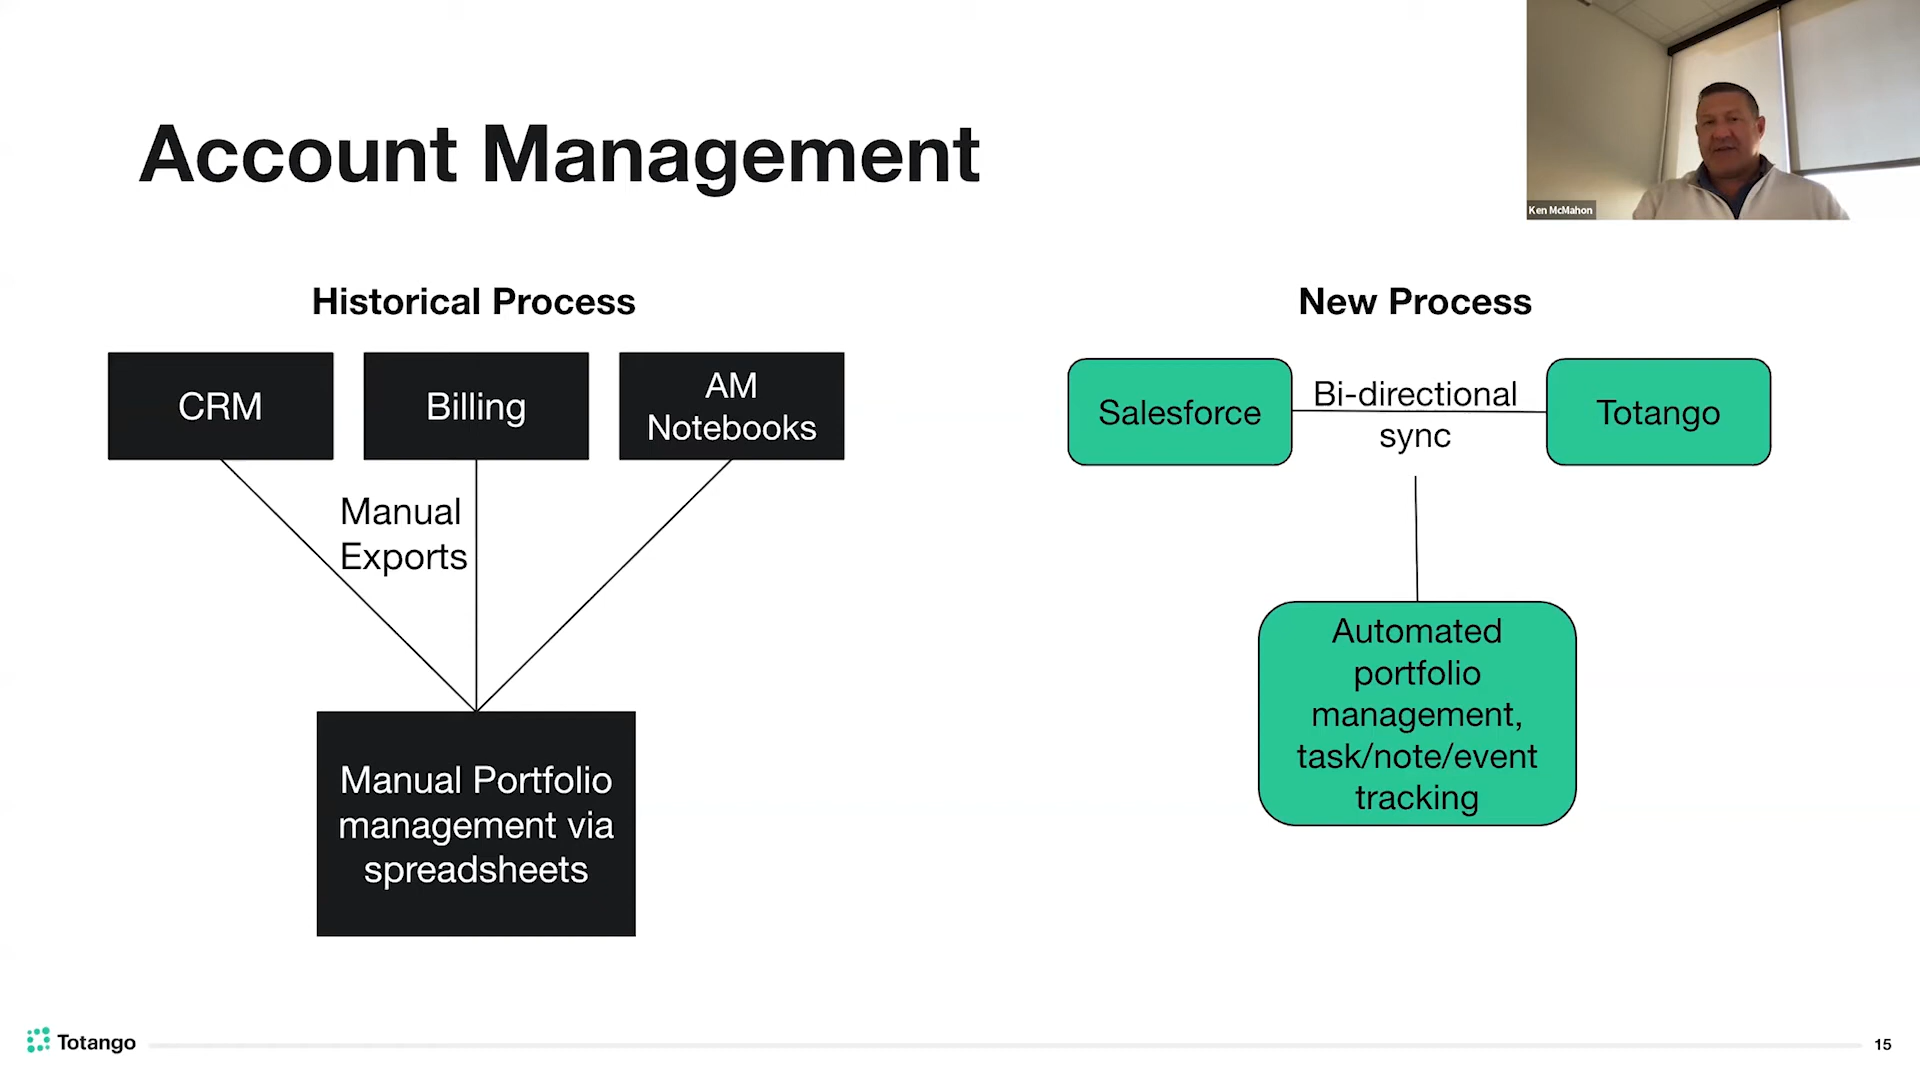 Account Management
Ken McMahon
Historical Process
CRM
Billing
AM
Notebooks
Manual
Exports
Manual Portfolio
management via
spreadsheets
New Process
Salesforce
Bi-directional
sync
Totango
Automated
portfolio
management,
task/note/event
tracking
Totango
15